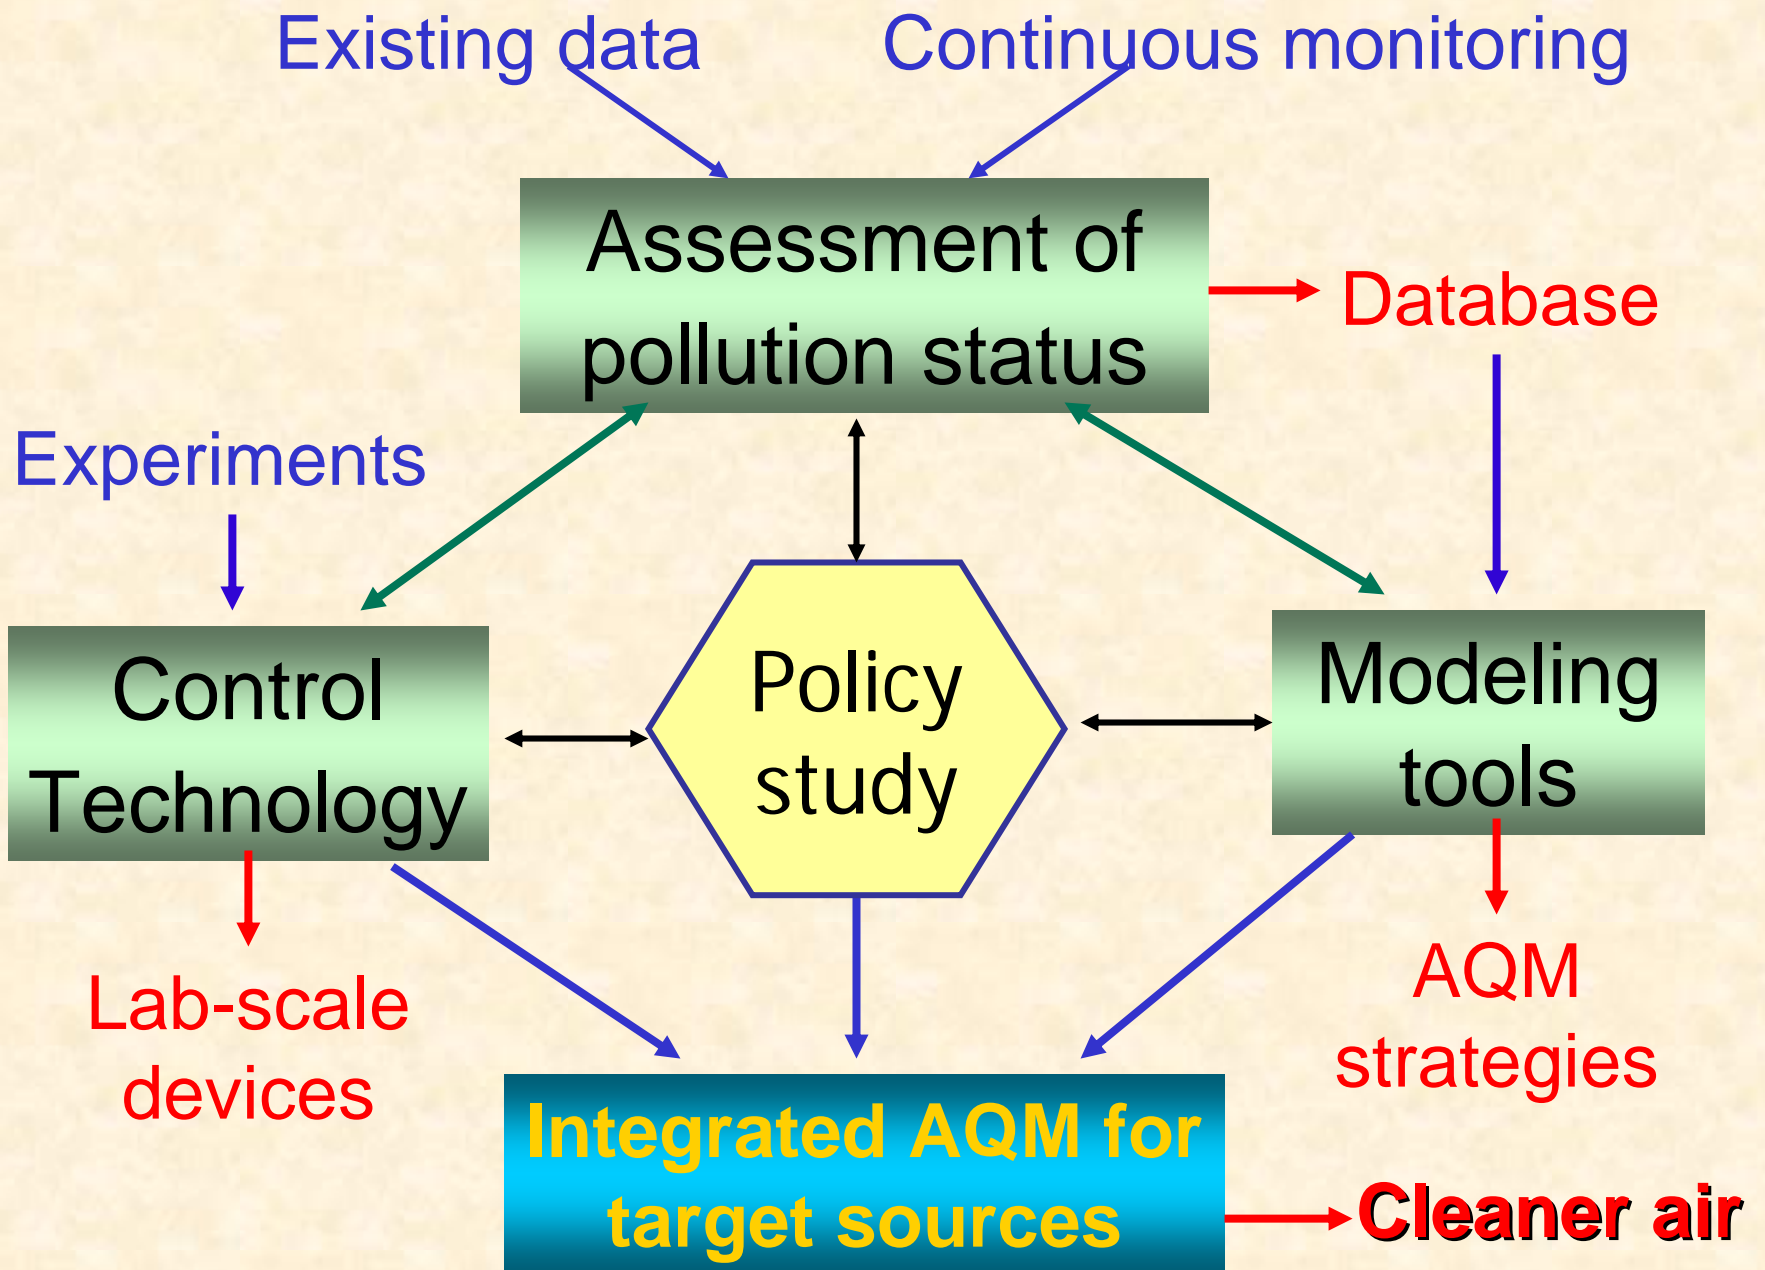 Existing data
Continuous monitoring
Assessment of
pollution status
Database
Experiments
Control
Technology
Policy
study
Modeling
tools
Lab-scale
devices
AQM
strategies
Integrated AQM for
target sources
Cleaner air